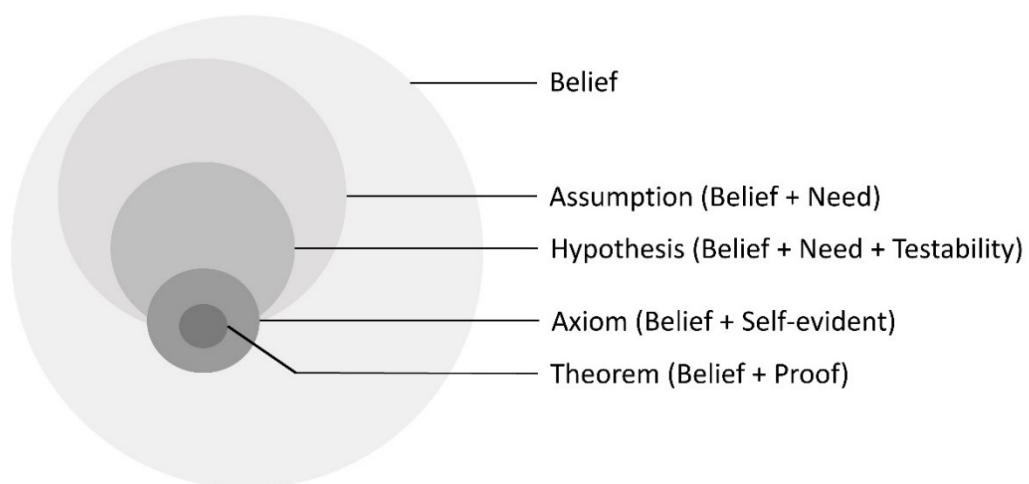 Belief
Assumption (Belief + Need)
Hypothesis (Belief + Need + Testability)
Axiom (Belief + Self-evident)
Theorem (Belief + Proof)